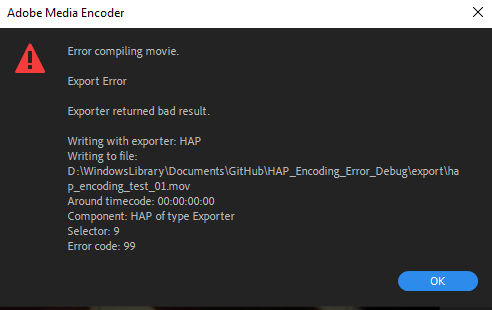 Adobe Media Encoder
Error compiling movie.
Export Error
Exporter returned bad result.
Writing with exporter: HAP
Writing to file:
D:\WindowsLibrary\Documents\GitHub\HAP_Encoding_Error_Debug\export\ha
p_encoding_test_01.mov
Around timecode: 00:00:00:00
Component: HAP of type Exporter
Selector: 9
Error code: 99
OK